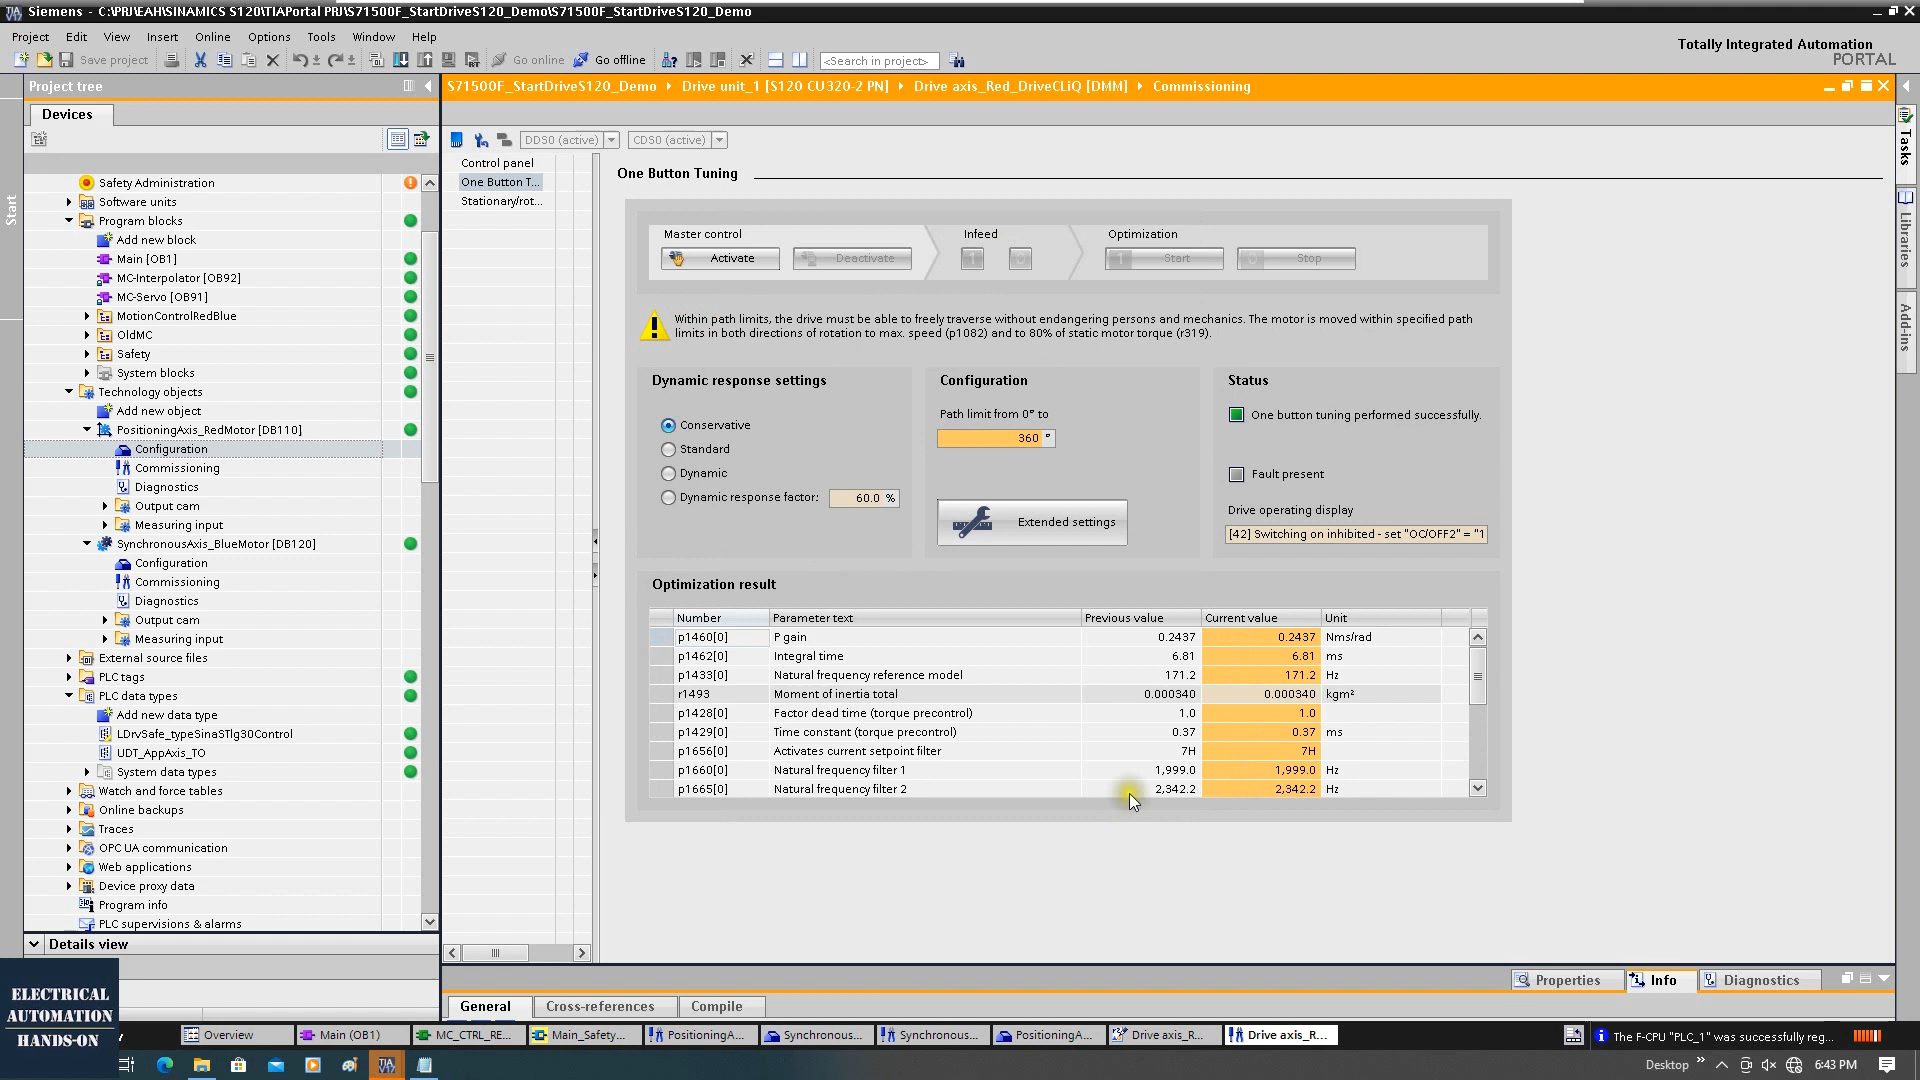 Siemens - C:\PRJ\EAH\SINAMICS S120\TIAPortal PRJ\S71500F_StartDriveS120_Demo\S71500F_StartDriveS120_Demo
Project Edit View Insert Online Options Tools Window Help
Totally Integrated Automation
PORTAL
Save project
Go online
Go offline
<Search in project>
Project tree
S71500F_StartDriveS120_Demo Drive unit_1 [S120 CU320-2 PN] Drive axis_Red_DriveCLiQ [DMM] Commissioning
Devices
Start
Tasks
Libraries
Add-ins
Safety Administration
Software units
Program blocks
Add new block
Main [OB1]
MC-Interpolator [OB92]
MC-Servo [OB91]
MotionControlRedBlue
OldMC
Safety
System blocks
Technology objects
Add new object
PositioningAxis_RedMotor [DB110]
Configuration
Commissioning
Diagnostics
Output cam
Measuring input
SynchronousAxis_BlueMotor [DB120]
Configuration
Commissioning
Diagnostics
Output cam
Measuring input
External source files
PLC tags
PLC data types
Add new data type
LDrvSafe_typeSinaSTlg30Control
UDT_AppAxis_TO
System data types
Watch and force tables
Online backups
Traces
OPC UA communication
Web applications
Device proxy data
Program info
PLC supervisions & alarms
Details view
DDS0 (active)
CDS0 (active)
Control panel
One Button T...
Stationary/rot...
One Button Tuning
Master control
Activate
Deactivate
Infeed
1
0
Optimization
1 Start
0 Stop
Within path limits, the drive must be able to freely traverse without endangering persons and mechanics. The motor is moved within specified path
limits in both directions of rotation to max. speed (p1082) and to 80% of static motor torque (r319).
Dynamic response settings
Conservative
Standard
Dynamic
Dynamic response factor: 60.0 %
Configuration
Path limit from 0° to
360 °
Extended settings
Status
One button tuning performed successfully.
Fault present
Drive operating display
[42] Switching on inhibited - set "OC/OFF2" = "1
Optimization result
Number Parameter text Previous value Current value Unit
p1460[0] P gain 0.2437 0.2437 Nms/rad
p1462[0] Integral time 6.81 6.81 ms
p1433[0] Natural frequency reference model 171.2 171.2 Hz
r1493 Moment of inertia total 0.000340 0.000340 kgm²
p1428[0] Factor dead time (torque precontrol) 1.0 1.0
p1429[0] Time constant (torque precontrol) 0.37 0.37 ms
p1656[0] Activates current setpoint filter 7H 7H
p1660[0] Natural frequency filter 1 1,999.0 1,999.0 Hz
p1665[0] Natural frequency filter 2 2,342.2 2,342.2 Hz
Properties
Info
Diagnostics
General Cross-references Compile
ELECTRICAL
AUTOMATION
HANDS-ON
Overview
Main (OB1)
MC_CTRL_RE...
Main_Safety...
PositioningA...
Synchronous...
Synchronous...
PositioningA...
Drive axis_R...
Drive axis_R...
The F-CPU "PLC_1" was successfully reg...
Desktop
6:43 PM